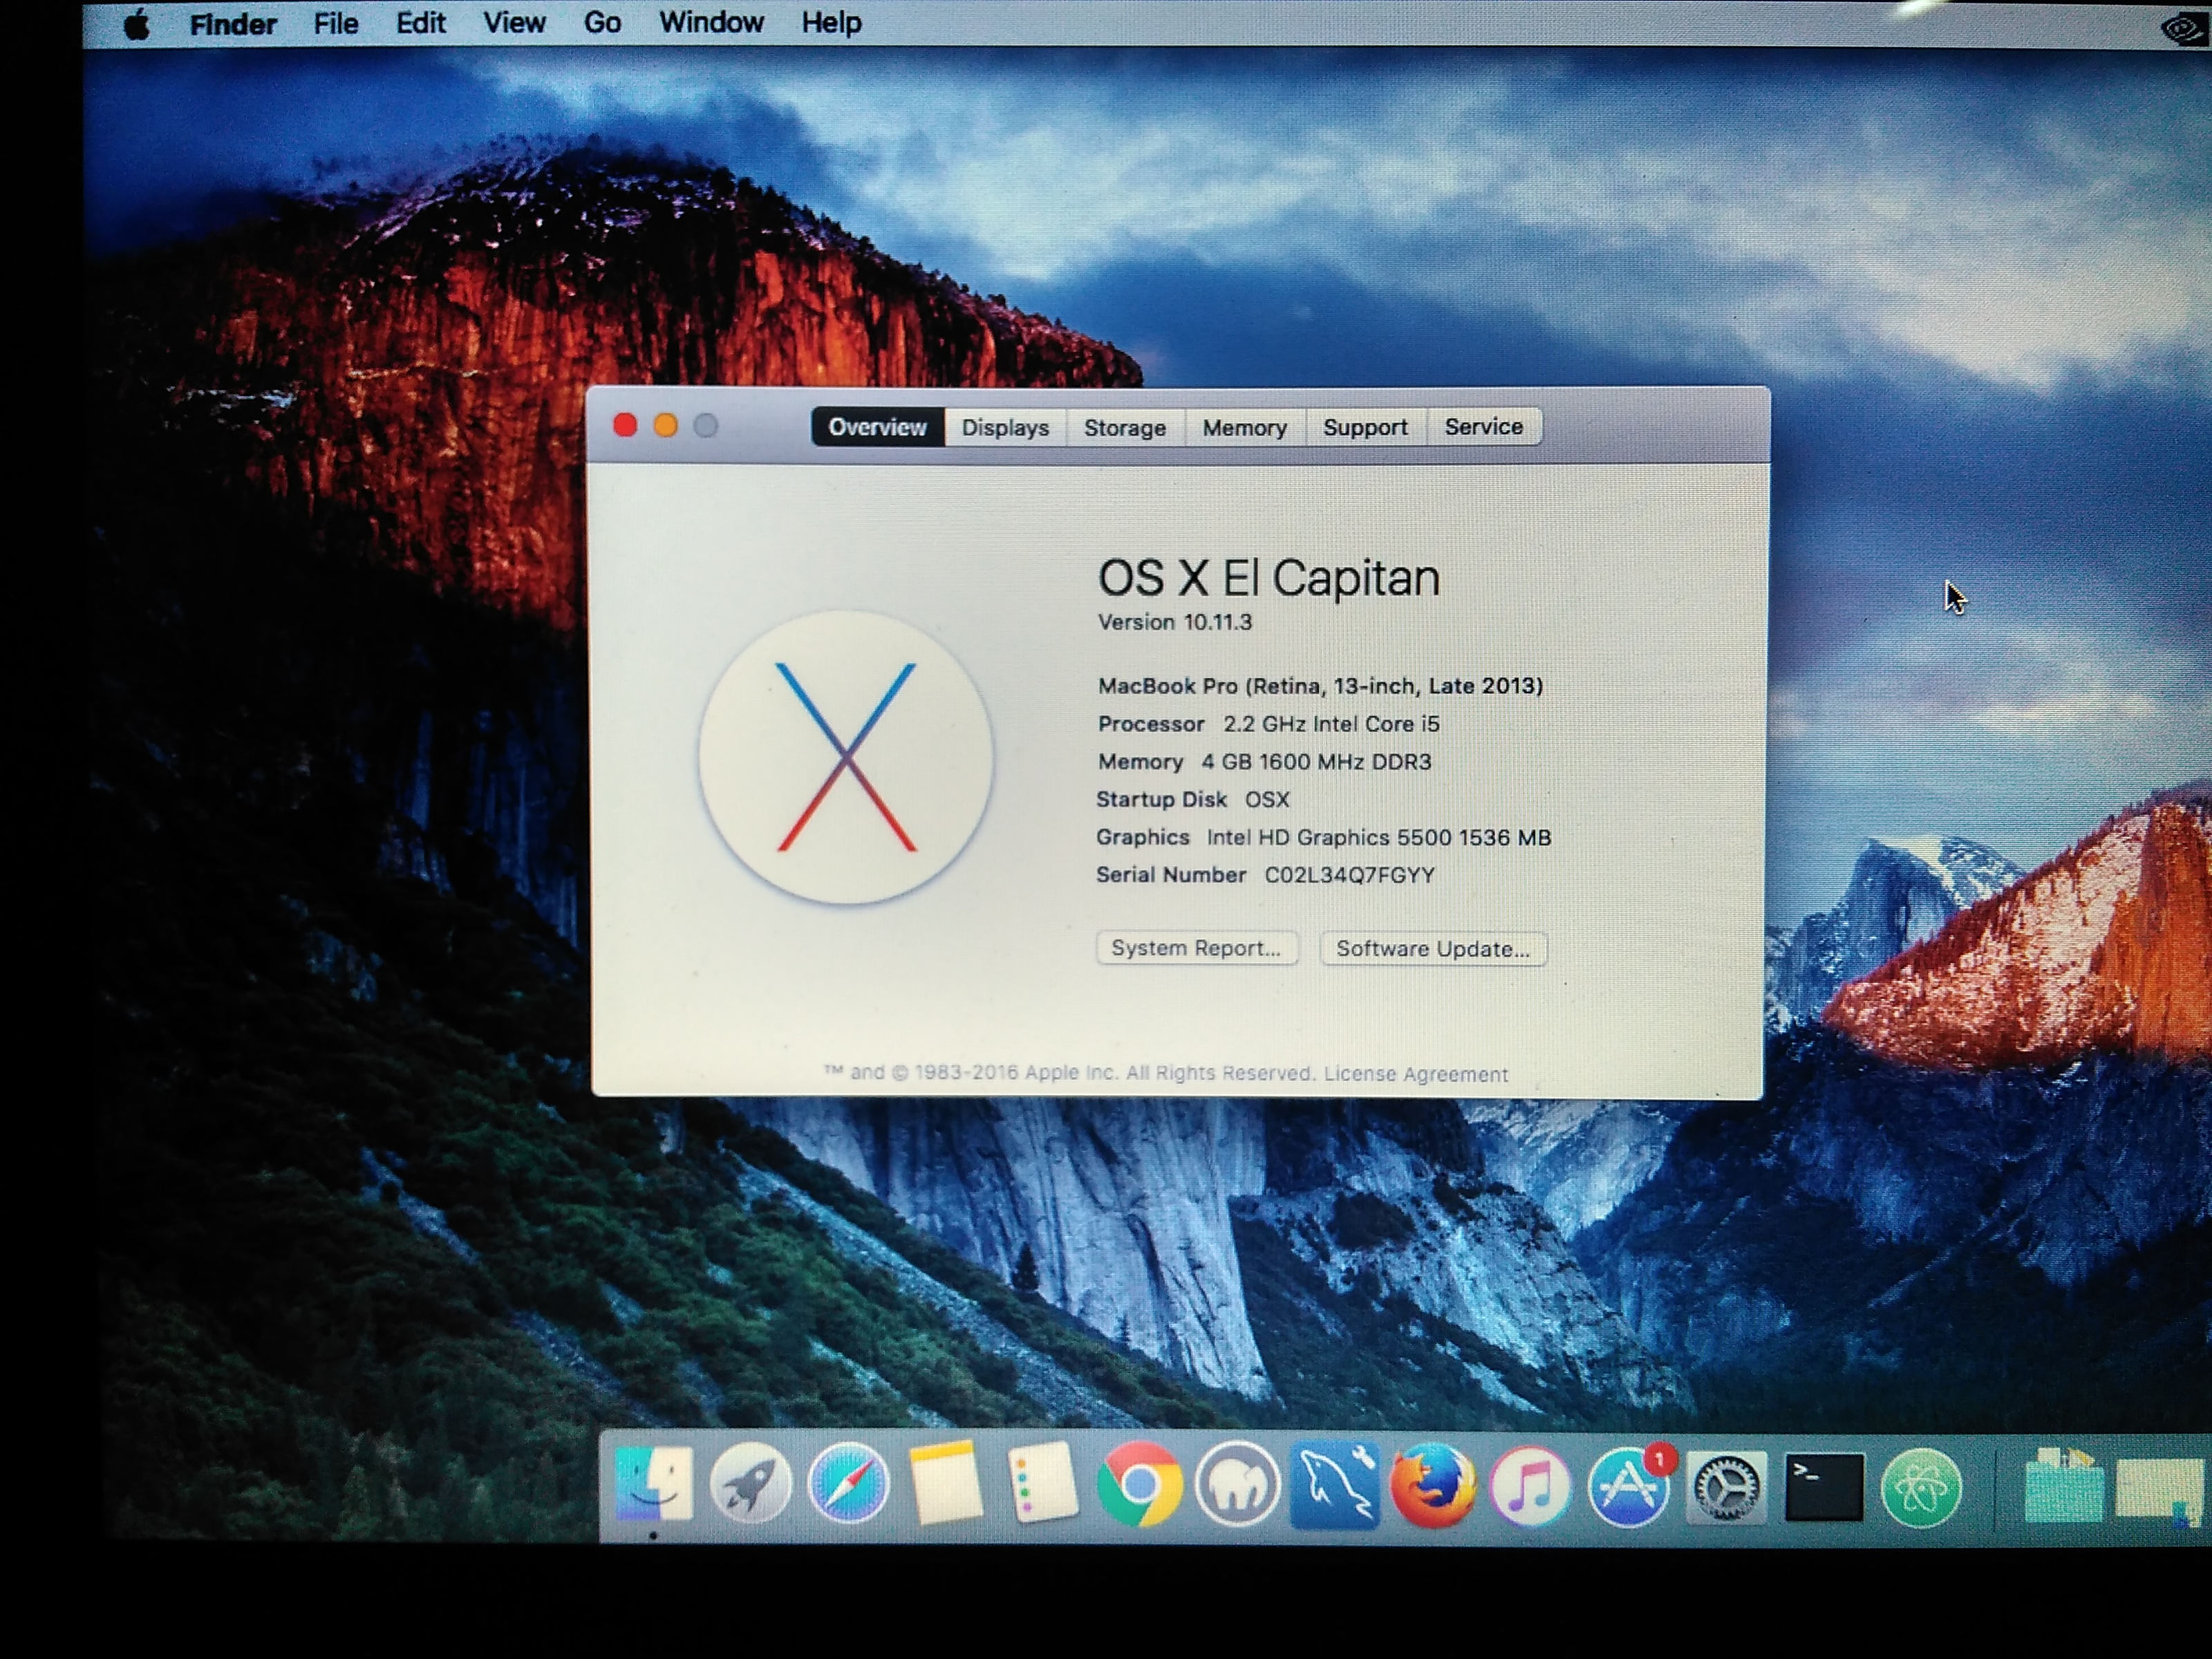 Finder File Edit View Go Window Help
Overview Displays Storage Memory Support Service
OS X El Capitan
Version 10.11.3
MacBook Pro (Retina, 13-inch, Late 2013)
Processor 2.2 GHz Intel Core i5
Memory 4 GB 1600 MHz DDR3
Startup Disk OSX
Graphics Intel HD Graphics 5500 1536 MB
Serial Number C02L34Q7FGYY
System Report... Software Update...
™ and © 1983-2016 Apple Inc. All Rights Reserved. License Agreement
1
>_